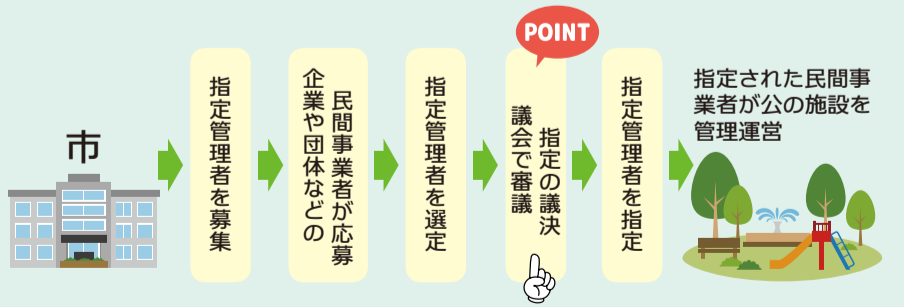 市
指定管理者を募集
企業や団体などの
民間事業者が応募
指定管理者を選定
POINT
議会で審議
指定の議決
指定管理者を指定
指定された民間事
業者が公の施設を
管理運営